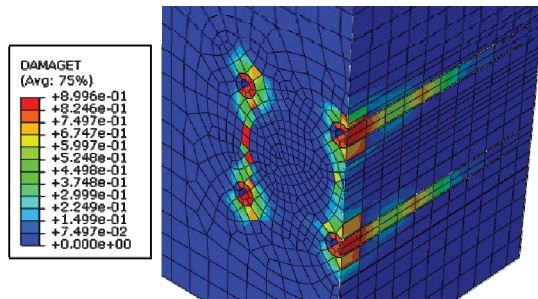 DAMAGET
(Avg: 75%)
+8.996e-01
+8.246e-01
+7.497e-01
+6.747e-01
+5.997e-01
+5.248e-01
+4.498e-01
+3.748e-01
+2.999e-01
+2.249e-01
+1.499e-01
+7.497e-02
+0.000e+00